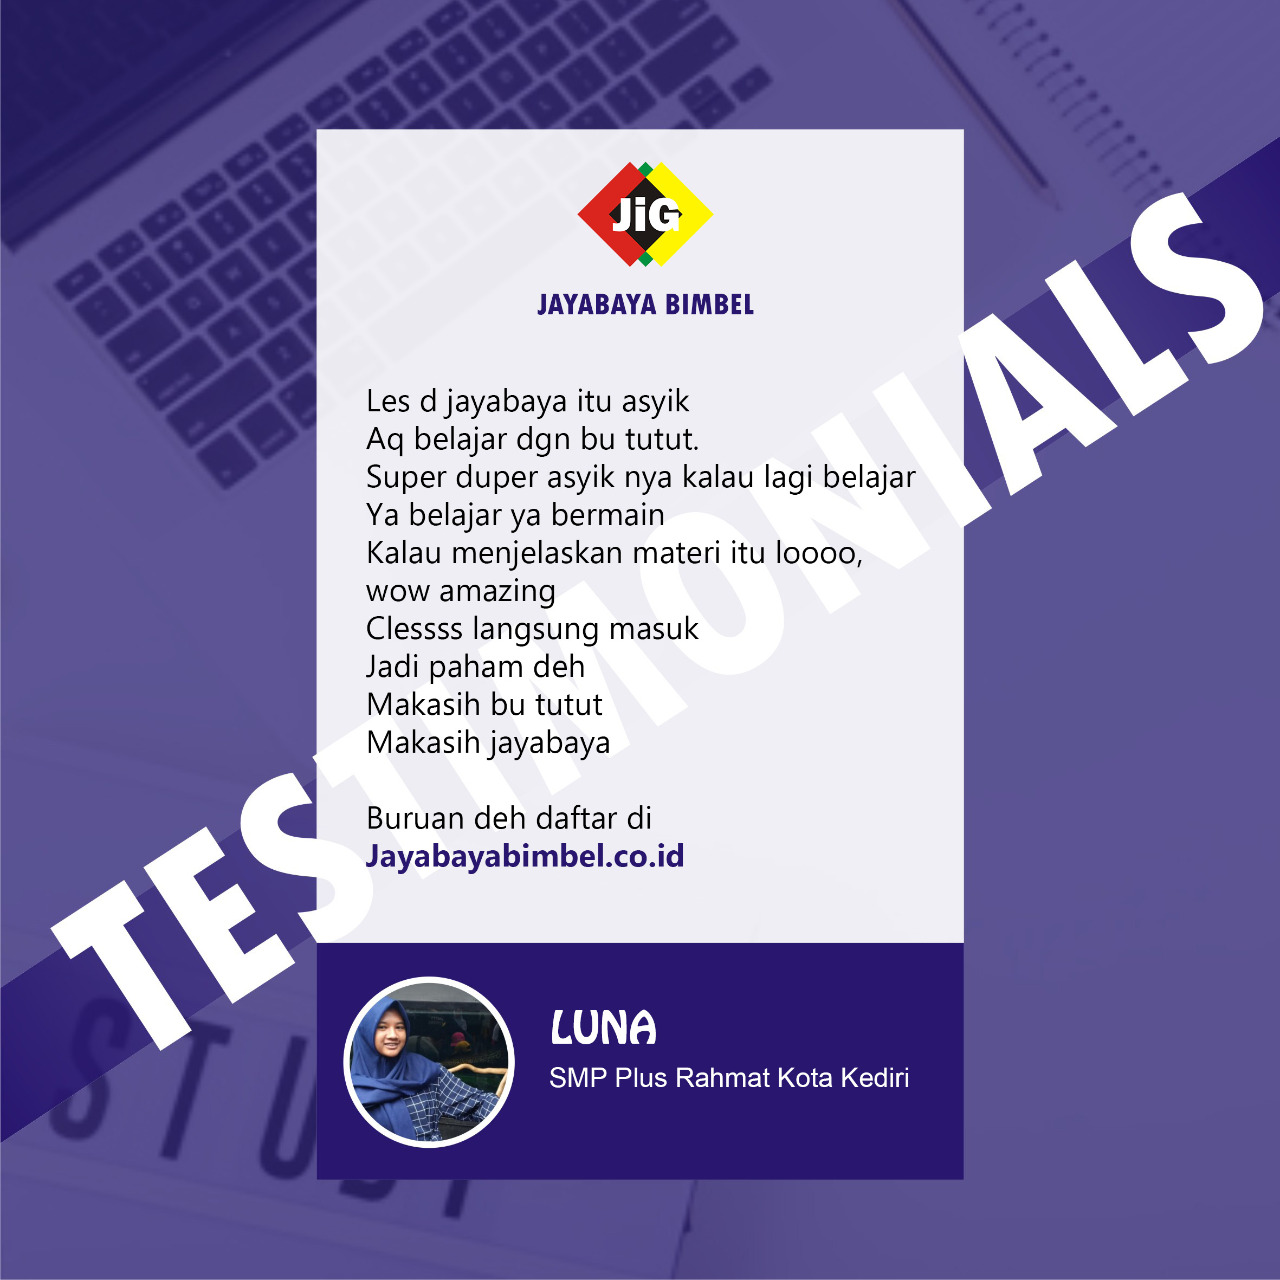 JiG
JAYABAYA BIMBEL
Les d jayabaya itu asyik
Aq belajar dgn bu tutut.
Super duper asyik nya kalau lagi belajar
Ya belajar ya bermain
Kalau menjelaskan materi itu loooo,
wow amazing
Clessss langsung masuk
Jadi paham deh
Makasih bu tutut
Makasih jayabaya
Buruan deh daftar di
Jayabayabimbel.co.id
TESTIMONIALS
LUNA
SMP Plus Rahmat Kota Kediri
STUDY